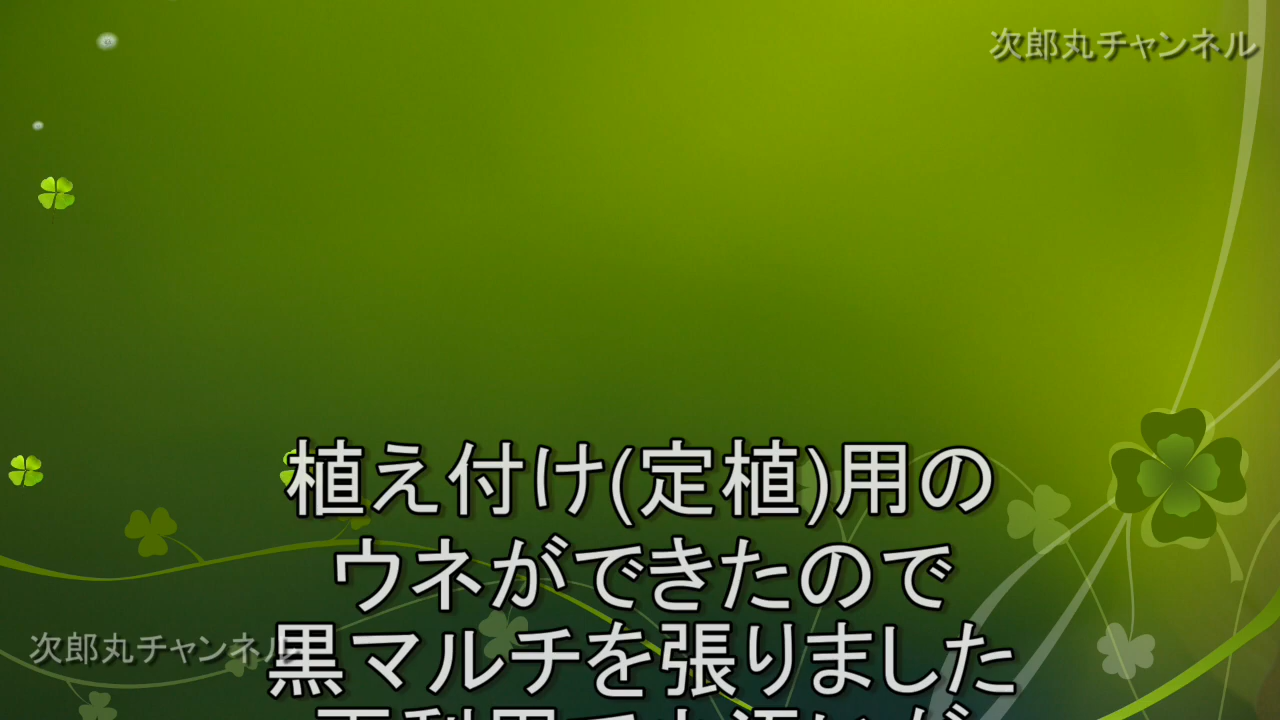 次郎丸チャンネル
植え付け(定植)用の
ウネができたので
黒マルチを張りました
次郎丸チャンネル